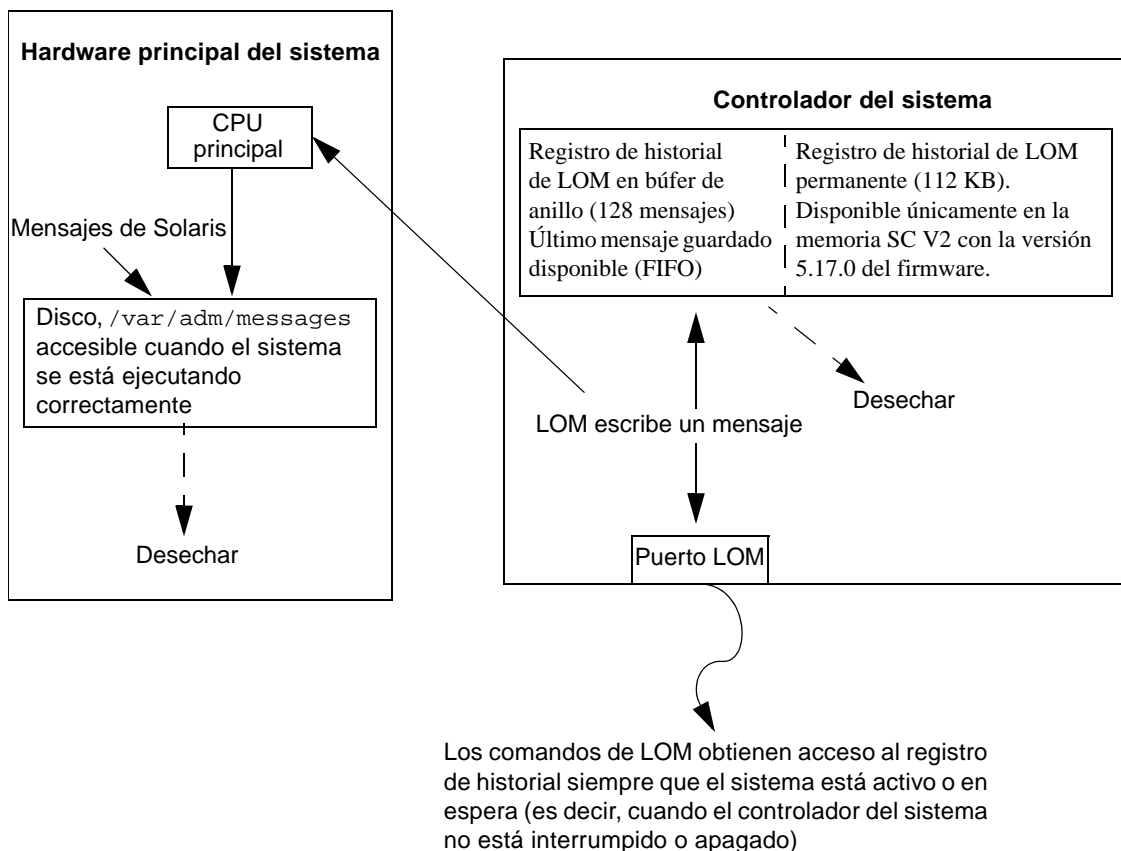 Hardware principal del sistema
CPU
principal
Mensajes de Solaris
Disco, /var/adm/messages
accesible cuando el sistema
se está ejecutando
correctamente
Desechar
Controlador del sistema
Registro de historial
de LOM en búfer de
anillo (128 mensajes)
Último mensaje guardado
disponible (FIFO)
Registro de historial de LOM
permanente (112 KB).
Disponible únicamente en la
memoria SC V2 con la versión
5.17.0 del firmware.
Desechar
LOM escribe un mensaje
Puerto LOM
Los comandos de LOM obtienen acceso al registro
de historial siempre que el sistema está activo o en
espera (es decir, cuando el controlador del sistema
no está interrumpido o apagado)